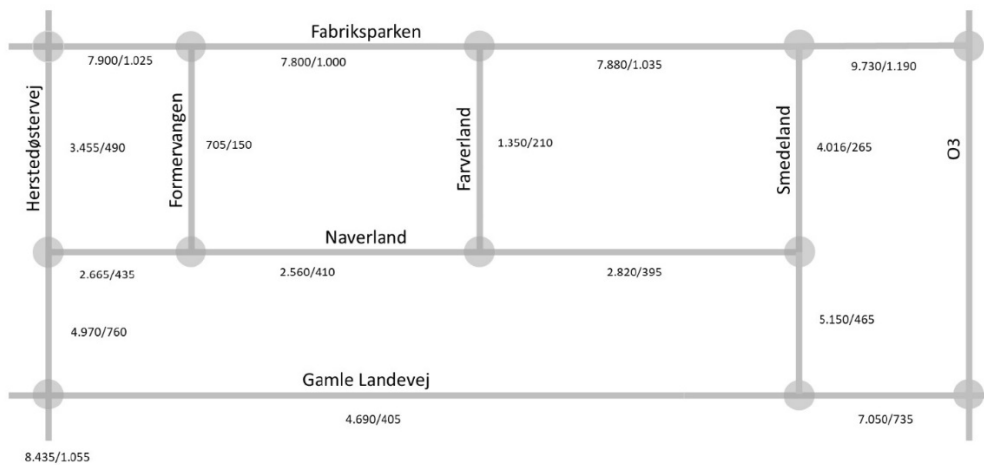 Fabriksparken
7.900/1.025
7.800/1.000
7.880/1.035
9.730/1.190
Herstedøstervej
3.455/490
Formervangen
705/150
Farverland
1.350/210
Smedeland
4.016/265
O3
Naverland
2.665/435
2.560/410
2.820/395
4.970/760
5.150/465
Gamle Landevej
4.690/405
7.050/735
8.435/1.055